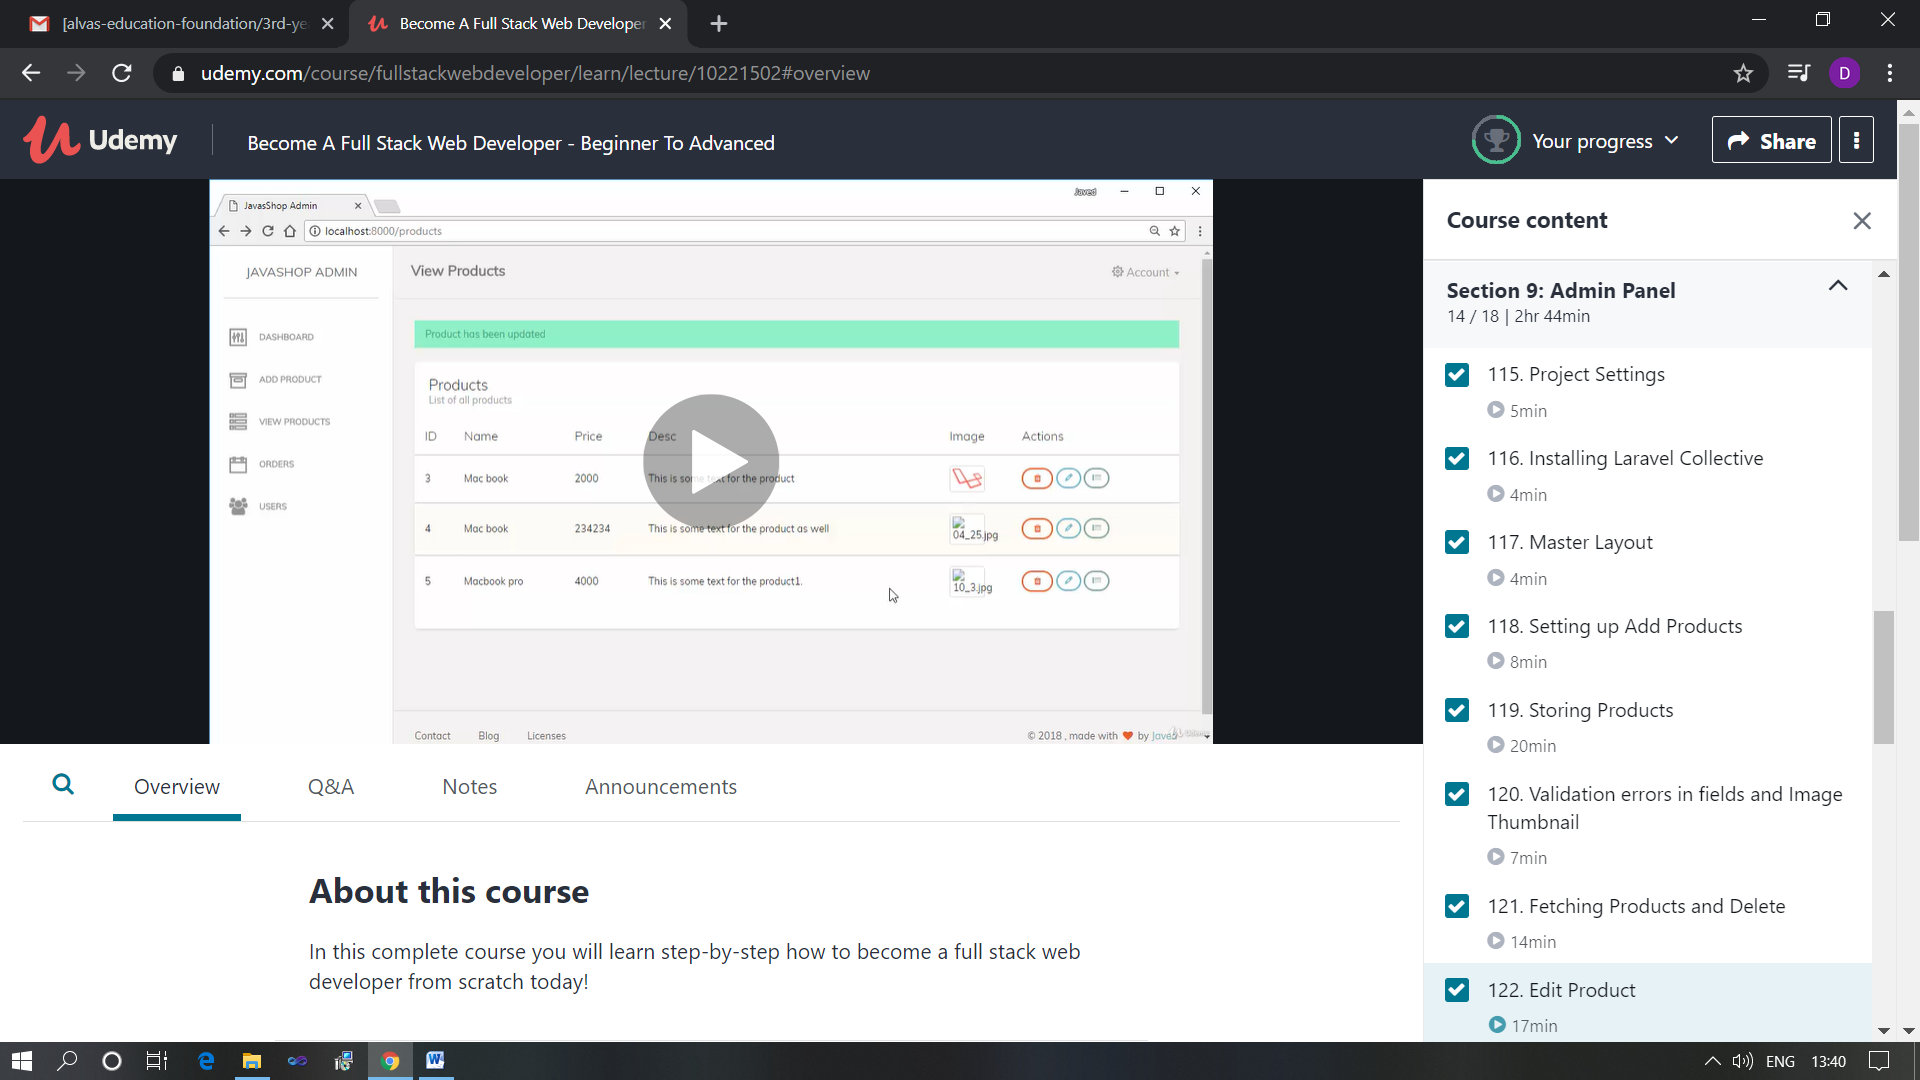 [alvas-education-foundation/3rd-ye
Become A Full Stack Web Developer
udemy.com/course/fullstackwebdeveloper/learn/lecture/10221502#overview
D
Udemy
Become A Full Stack Web Developer - Beginner To Advanced
Your progress
Share
JavasShop Admin
Javed
localhost:8000/products
JAVASHOP ADMIN
View Products
Account
DASHBOARD
ADD PRODUCT
VIEW PRODUCTS
ORDERS
USERS
Product has been updated
Products
List of all products
ID Name Price Desc Image Actions
3 Mac book 2000 This is some text for the product
4 Mac book 234234 This is some text for the product as well 04_25.jpg
5 Macbook pro 4000 This is some text for the product1. 10_3.jpg
Contact Blog Licenses
© 2018 , made with by Javed
Course content
Section 9: Admin Panel
14 / 18 | 2hr 44min
115. Project Settings
5min
116. Installing Laravel Collective
4min
117. Master Layout
4min
118. Setting up Add Products
8min
119. Storing Products
20min
120. Validation errors in fields and Image
Thumbnail
7min
121. Fetching Products and Delete
14min
122. Edit Product
17min
Overview Q&A Notes Announcements
About this course
In this complete course you will learn step-by-step how to become a full stack web
developer from scratch today!
ENG 13:40